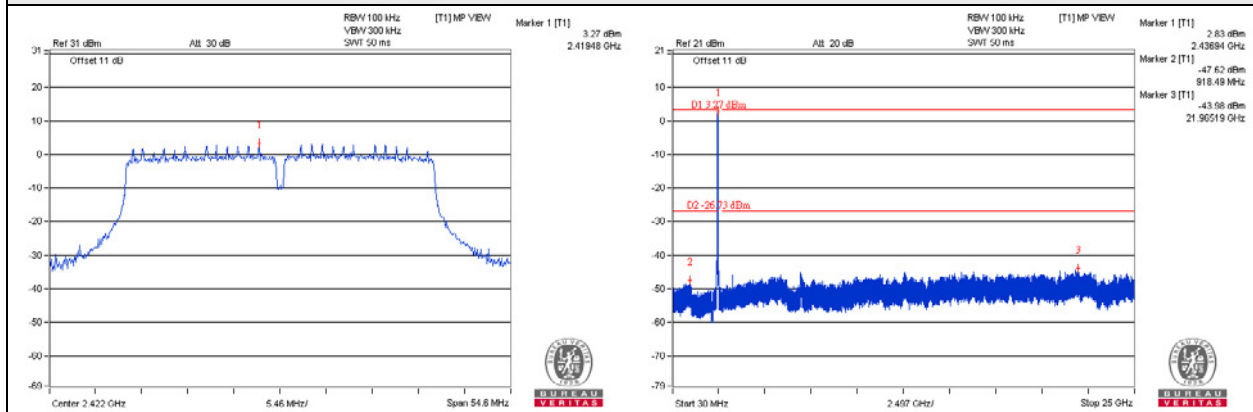 RBW 100 kHz [T1] MP VIEW Marker 1 [T1]
VBW 300 kHz 3.27 dBm
Ref 31 dBm Att 30 dB SWT 50 ms 2.41948 GHz
31
Offset 11 dB
20
10
1
0
-10
-20
-30
-40
-50
-60
-69
Center 2.422 GHz 5.46 MHz/ Span 54.6 MHz
BUREAU
VERITAS
RBW 100 kHz [T1] MP VIEW Marker 1 [T1]
VBW 300 kHz 2.83 dBm
Ref 21 dBm Att 20 dB SWT 50 ms 2.43694 GHz
21
Offset 11 dB
Marker 2 [T1]
-47.62 dBm
918.49 MHz
Marker 3 [T1]
-43.98 dBm
21.96519 GHz
10
1
D1 3.27 dBm
0
-10
-20
D2 -26.73 dBm
-30
-40
2
3
-50
-60
-70
-79
Start 30 MHz 2.497 GHz/ Stop 25 GHz
BUREAU
VERITAS